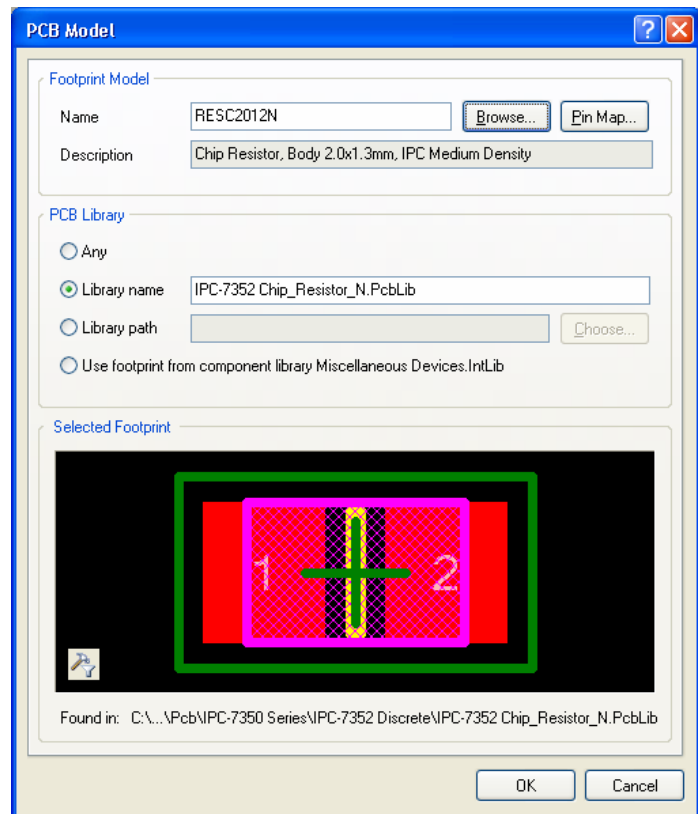 PCB Model
Footprint Model
Name RESC2012N Browse... Pin Map...
Description Chip Resistor, Body 2.0x1.3mm, IPC Medium Density
PCB Library
Any
Library name IPC-7352 Chip_Resistor_N.PcbLib
Library path Choose...
Use footprint from component library Miscellaneous Devices.IntLib
Selected Footprint
1 2
Found in: C:\...\Pcb\IPC-7350 Series\IPC-7352 Discrete\IPC-7352 Chip_Resistor_N.PcbLib
OK Cancel